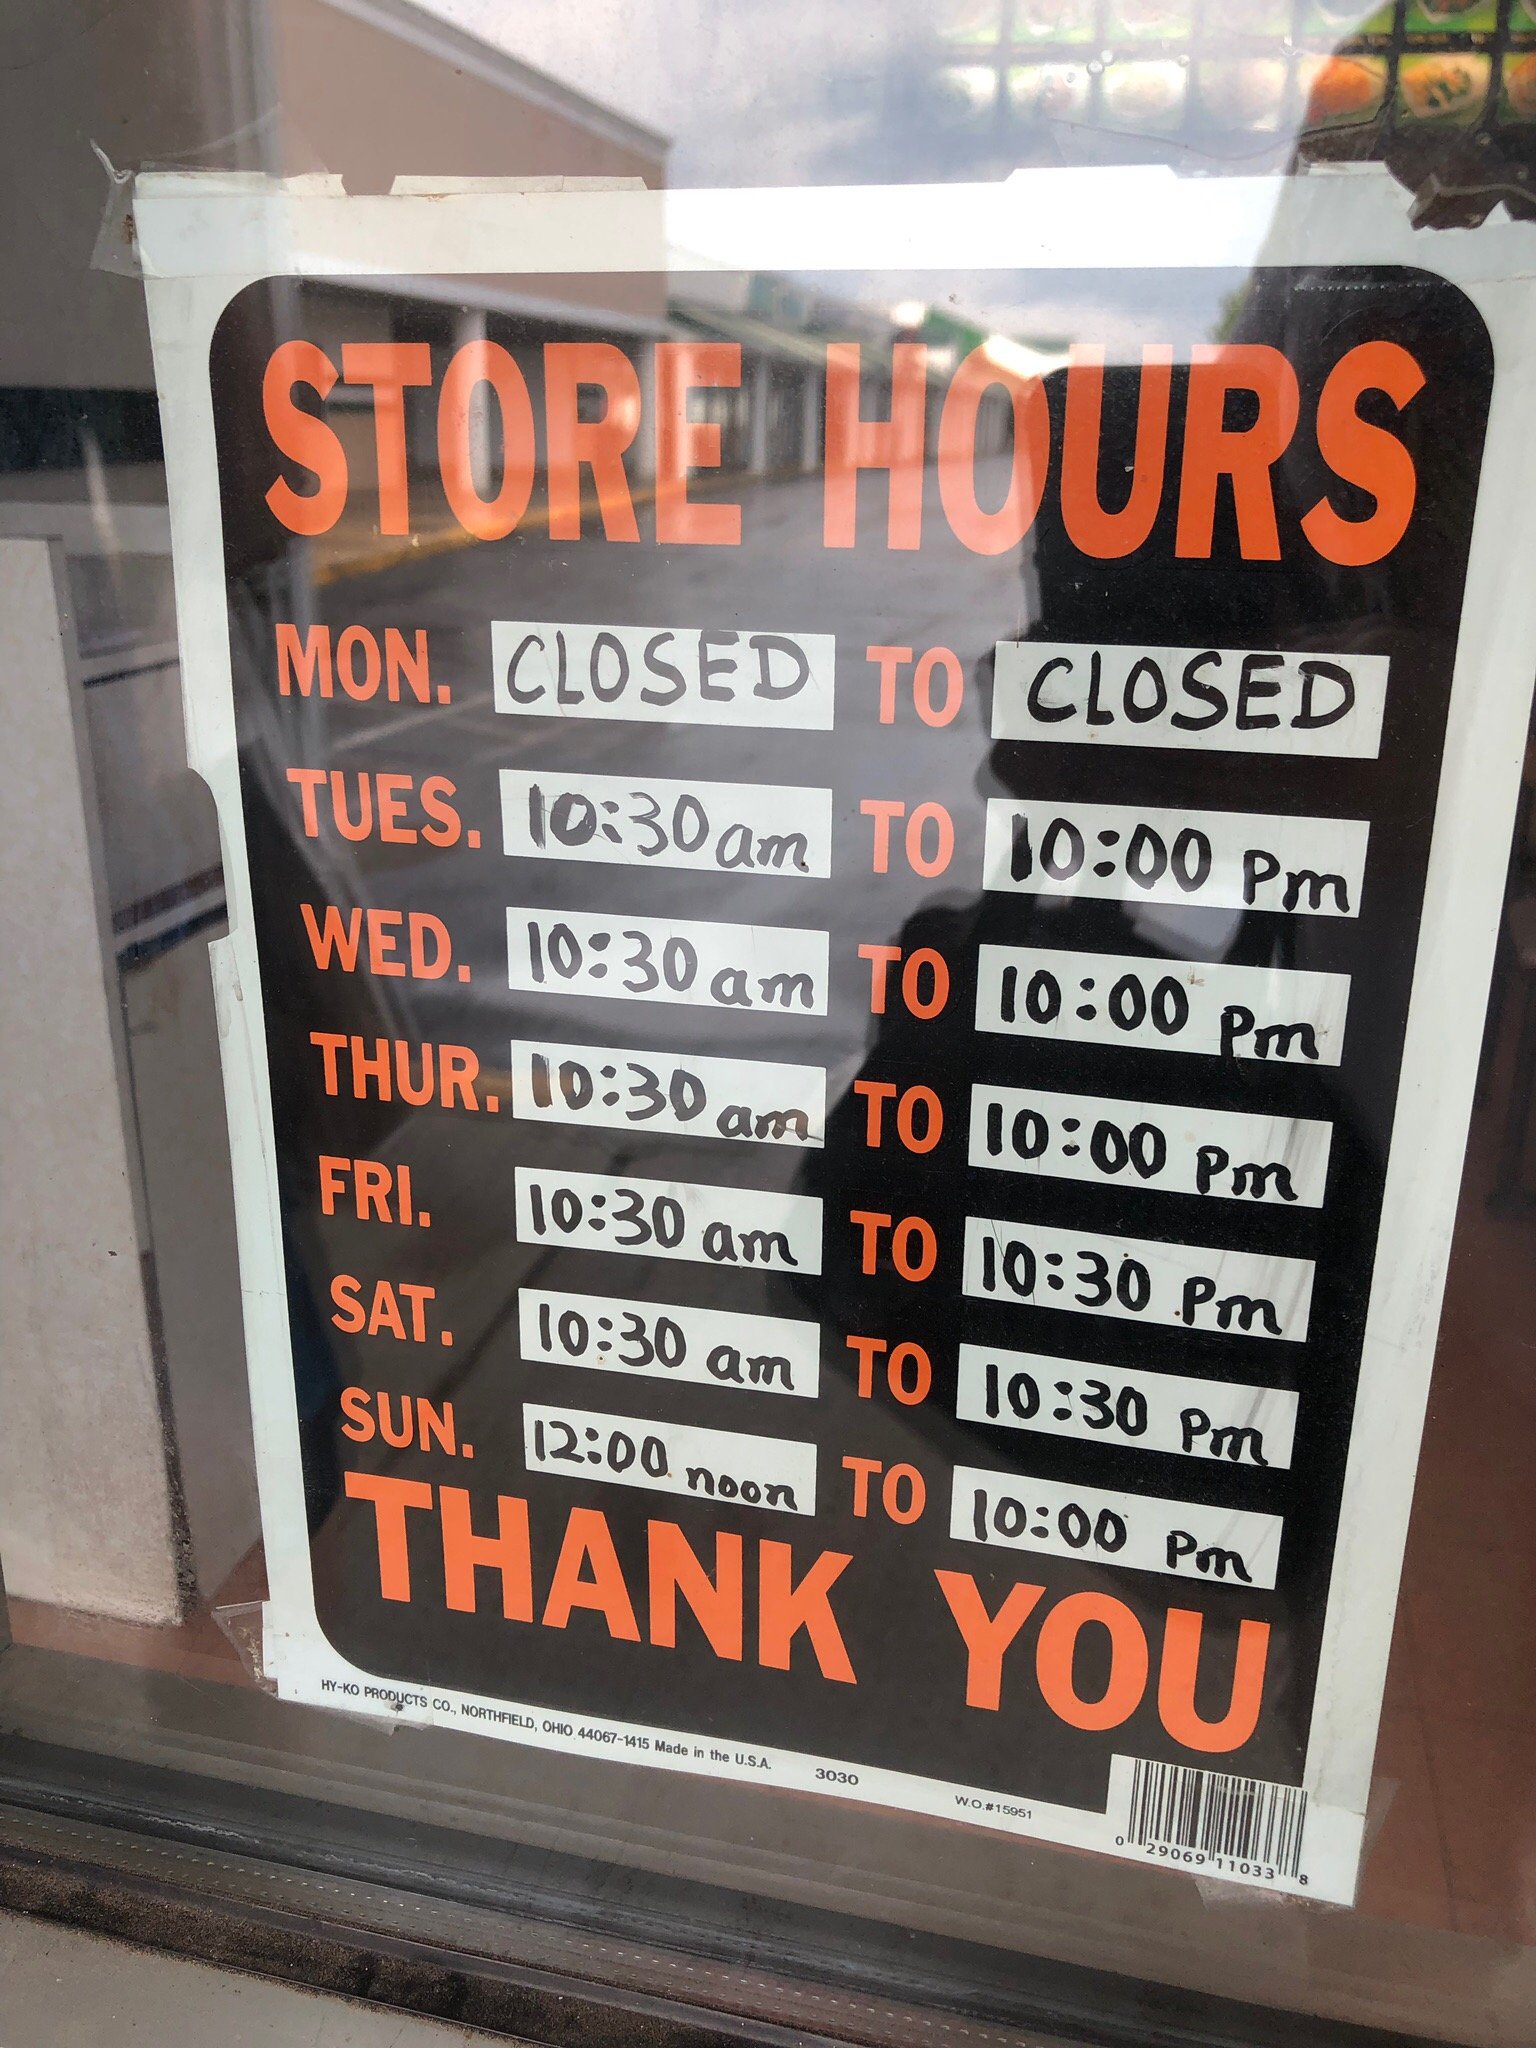 STORE HOURS
MON. CLOSED TO CLOSED
TUES. 10:30 am TO 10:00 Pm
WED. 10:30 am TO 10:00 Pm
THUR. 10:30 am TO 10:00 Pm
FRI. 10:30 am TO 10:30 Pm
SAT. 10:30 am TO 10:30 Pm
SUN. 12:00 noon TO 10:00 Pm
THANK YOU
HY-KO PRODUCTS CO., NORTHFIELD, OHIO 44067-1415 Made in the U.S.A. 3030 W.O.#15951
0 29069 11033 8